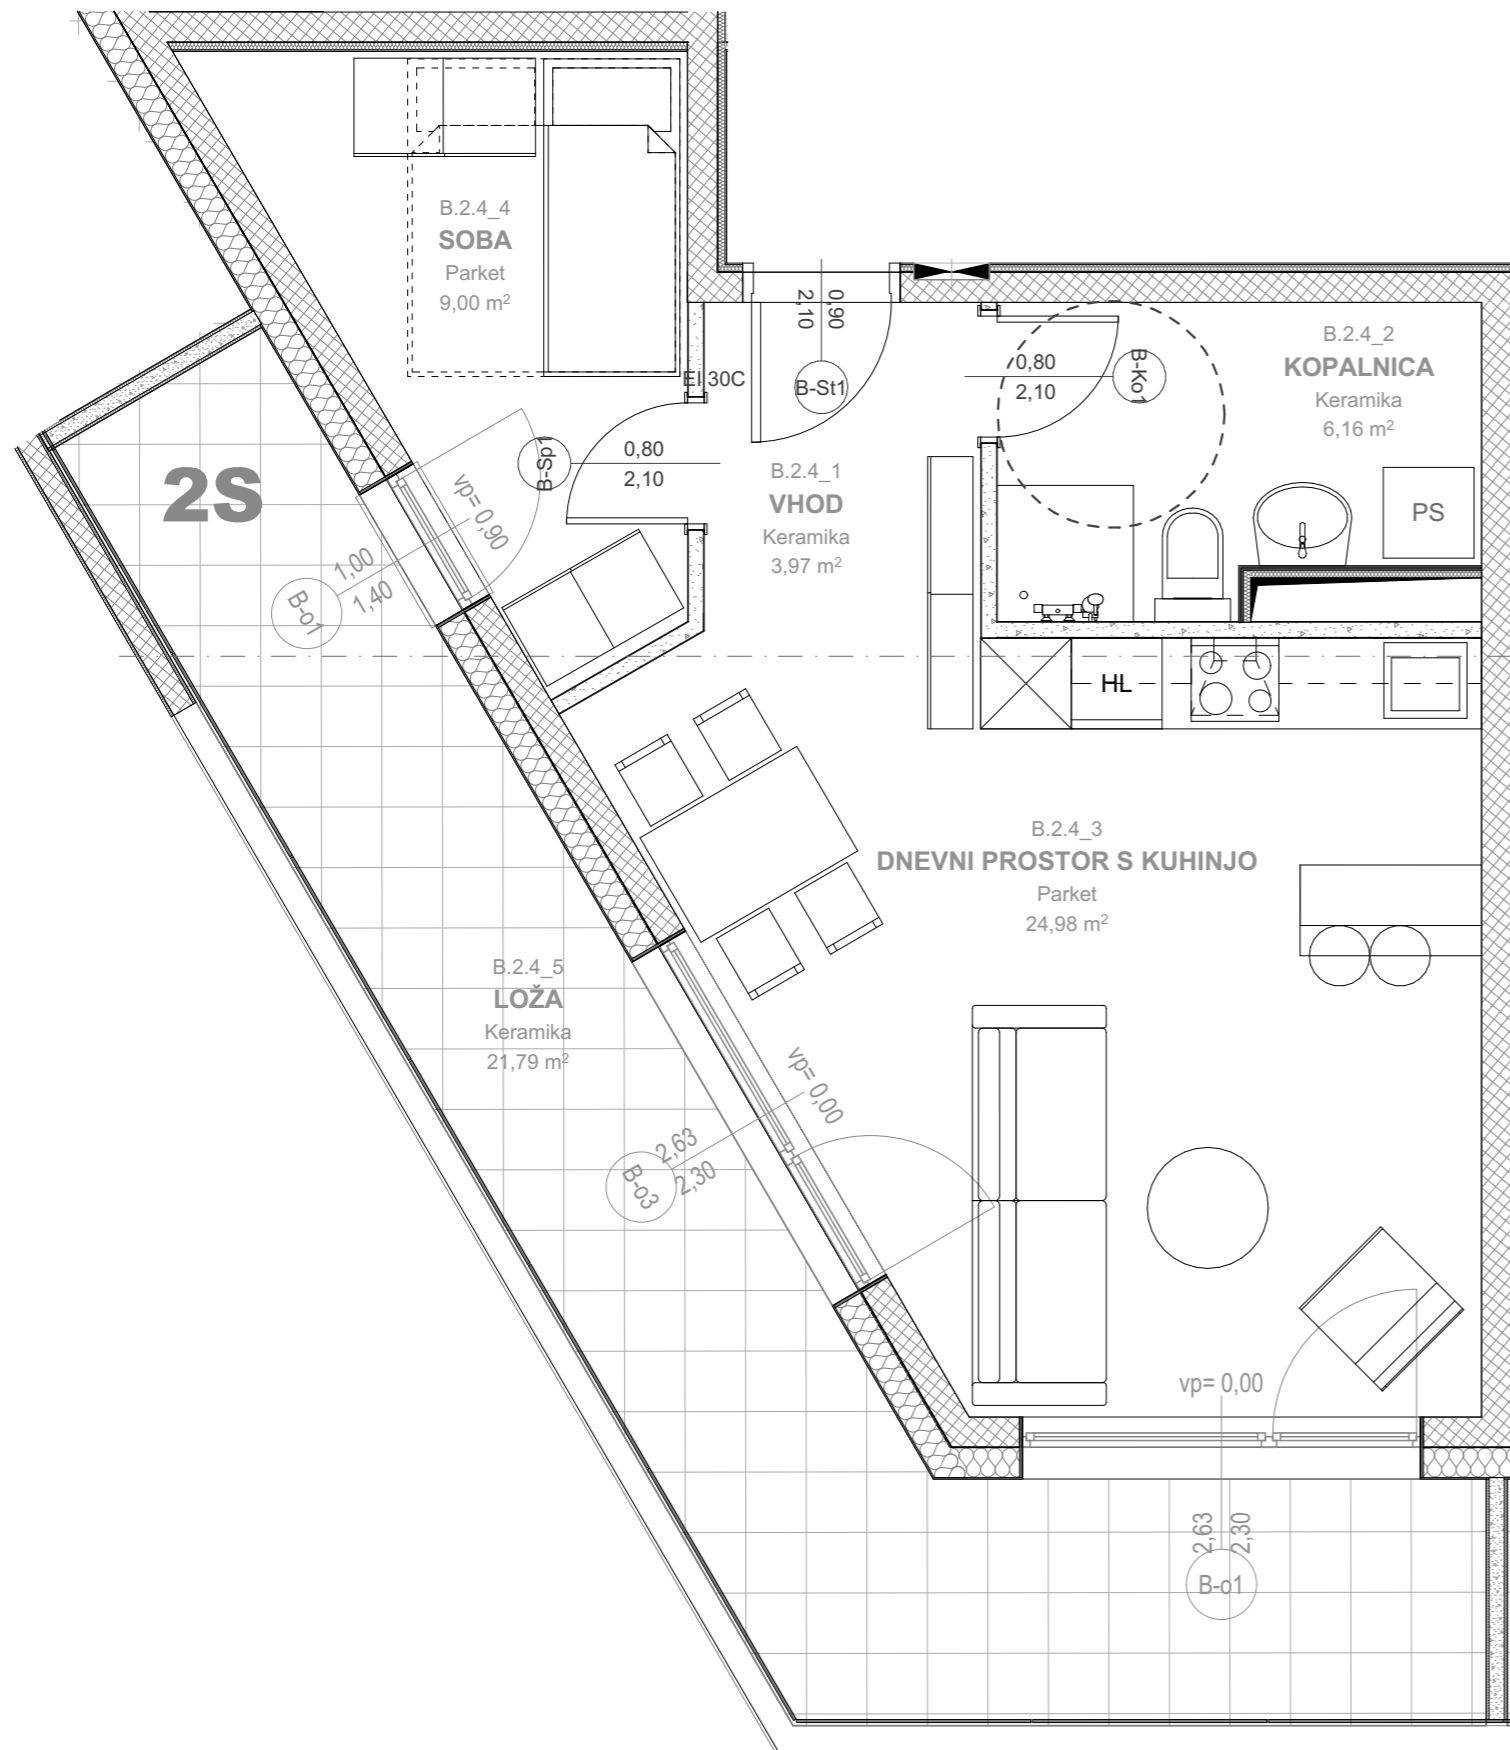 B.2.4_4
SOBA
Parket
9,00 m²
0,90
2,10
B-St1
EI 30C
0,80
2,10
B-Ko1
B.2.4_2
KOPALNICA
Keramika
6,16 m²
PS
B-Sp1
0,80
2,10
B.2.4_1
VHOD
Keramika
3,97 m²
2S
vp= 0,90
1,00
1,40
B-o1
HL
B.2.4_3
DNEVNI PROSTOR S KUHINJO
Parket
24,98 m²
B.2.4_5
LOŽA
Keramika
21,79 m²
vp= 0,00
2,63
2,30
B-o3
vp= 0,00
2,63
2,30
B-o1